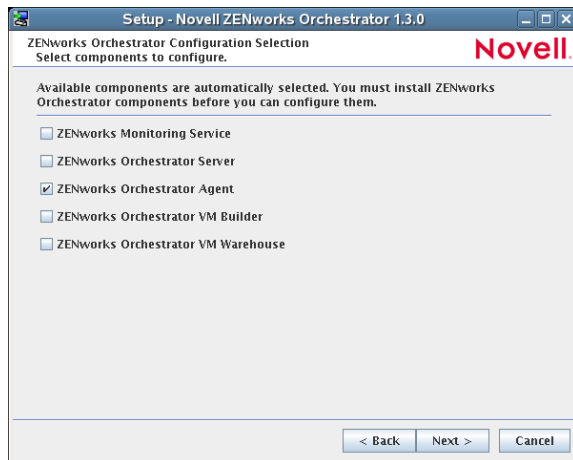 Setup - Novell ZENworks Orchestrator 1.3.0
ZENworks Orchestrator Configuration Selection
Select components to configure.
Novell.
Available components are automatically selected. You must install ZENworks
Orchestrator components before you can configure them.
ZENworks Monitoring Service
ZENworks Orchestrator Server
ZENworks Orchestrator Agent
ZENworks Orchestrator VM Builder
ZENworks Orchestrator VM Warehouse
< Back Next > Cancel